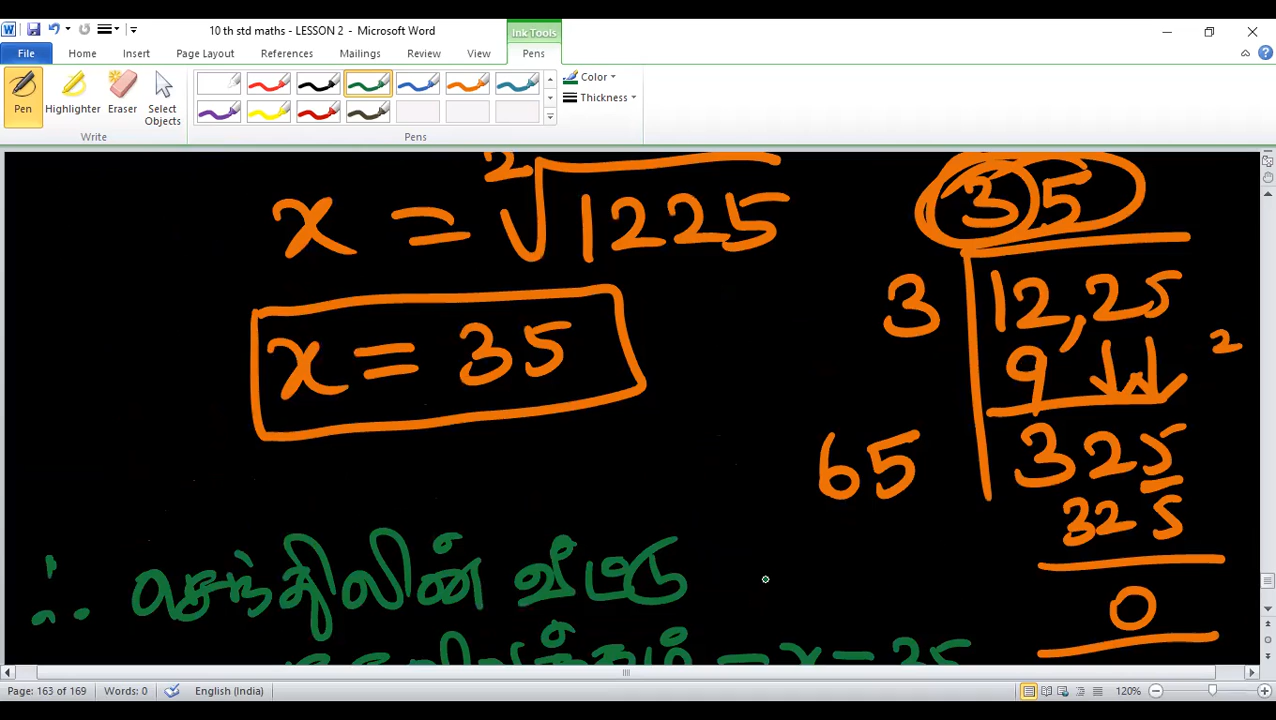 10 th std maths - LESSON 2 - Microsoft Word
Ink Tools
File Home Insert Page Layout References Mailings Review View Pens
Pen Highlighter Eraser Select Objects
Color
Thickness
Write Pens
x = ²√1225
x = 35
35
3 12,25
9 2
65 325
325
0
∴ செந்திலின் வீட்டு
= x = 35
Page: 163 of 169 Words: 0 English (India) 120%